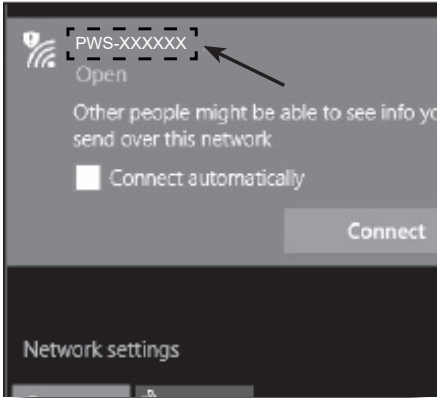 PWS-XXXXXX
Open
Other people might be able to see info yo
send over this network
Connect automatically
Connect
Network settings